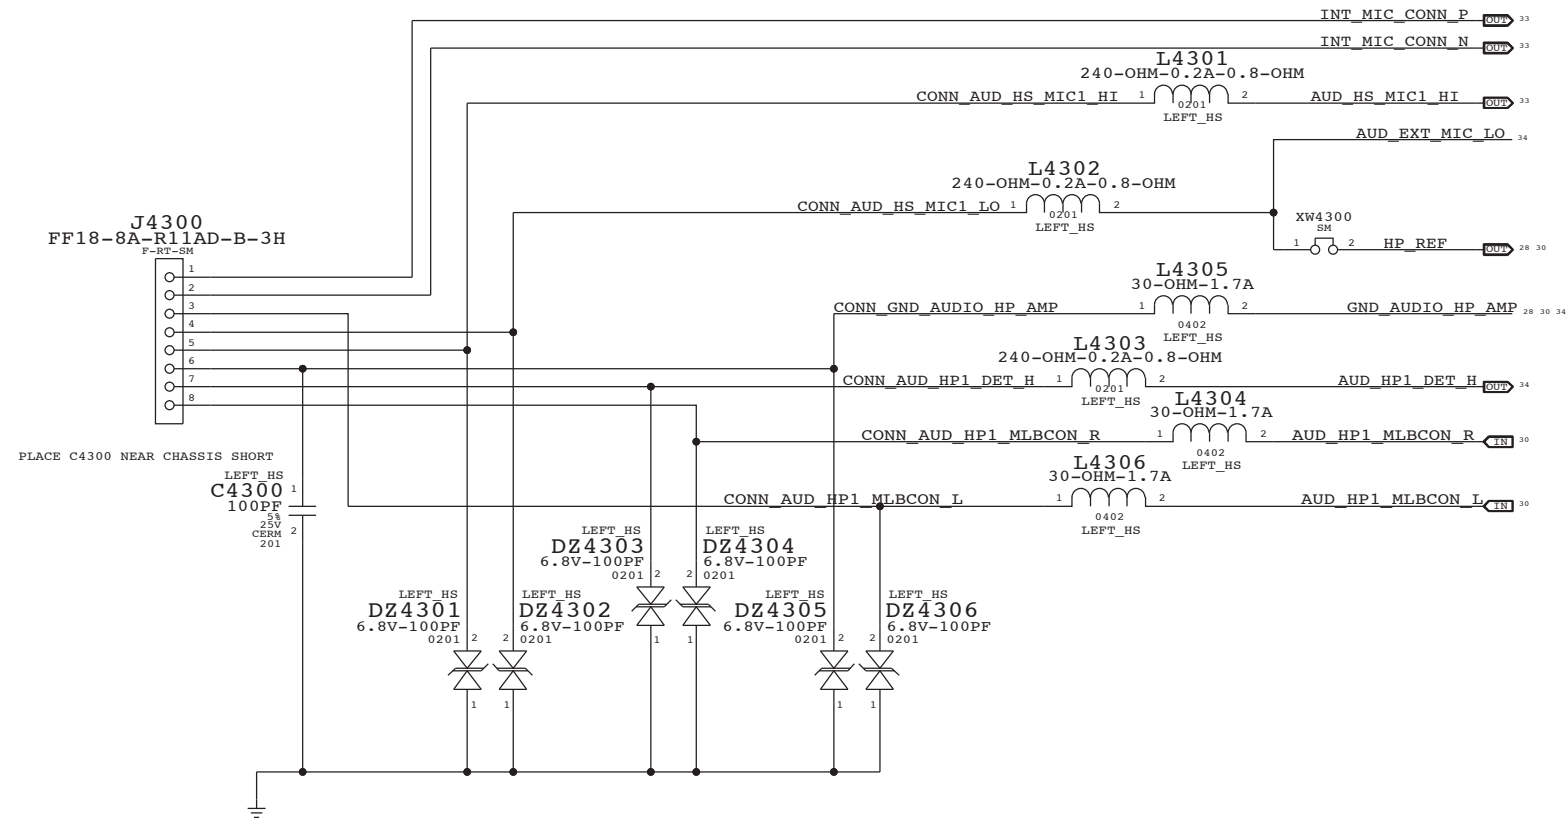 INT_MIC_CONN_P OUT 33
INT_MIC_CONN_N OUT 33
L4301
240-OHM-0.2A-0.8-OHM
CONN_AUD_HS_MIC1_HI 1 2 AUD_HS_MIC1_HI OUT 33
0201
LEFT_HS
AUD_EXT_MIC_LO 34
L4302
240-OHM-0.2A-0.8-OHM
CONN_AUD_HS_MIC1_LO 1 2
0201
LEFT_HS
XW4300
SM
1 2 HP_REF OUT 28 30
J4300
FF18-8A-R11AD-B-3H
F-RT-SM
1
2
3
4
5
6
7
8
L4305
30-OHM-1.7A
CONN_GND_AUDIO_HP_AMP 1 2 GND_AUDIO_HP_AMP 28 30 34
0402
LEFT_HS
L4303
240-OHM-0.2A-0.8-OHM
CONN_AUD_HP1_DET_H 1 2 AUD_HP1_DET_H OUT 34
0201
LEFT_HS
L4304
30-OHM-1.7A
CONN_AUD_HP1_MLBCON_R 1 2 AUD_HP1_MLBCON_R IN 30
0402
LEFT_HS
L4306
30-OHM-1.7A
CONN_AUD_HP1_MLBCON_L 1 2 AUD_HP1_MLBCON_L IN 30
0402
LEFT_HS
PLACE C4300 NEAR CHASSIS SHORT
LEFT_HS
C4300 1
100PF
5%
25V
CERM 2
201
LEFT_HS
DZ4303
6.8V-100PF
0201 2
1
LEFT_HS
DZ4304
6.8V-100PF
2 0201
1
LEFT_HS
DZ4301
6.8V-100PF
0201 2
1
LEFT_HS
DZ4302
6.8V-100PF
2 0201
1
LEFT_HS
DZ4305
6.8V-100PF
0201 2
1
LEFT_HS
DZ4306
6.8V-100PF
2 0201
1